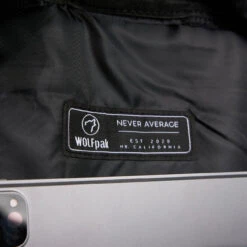 NEVER AVERAGE
WOLFpak
EST 2020
HB, CALIFORNIA